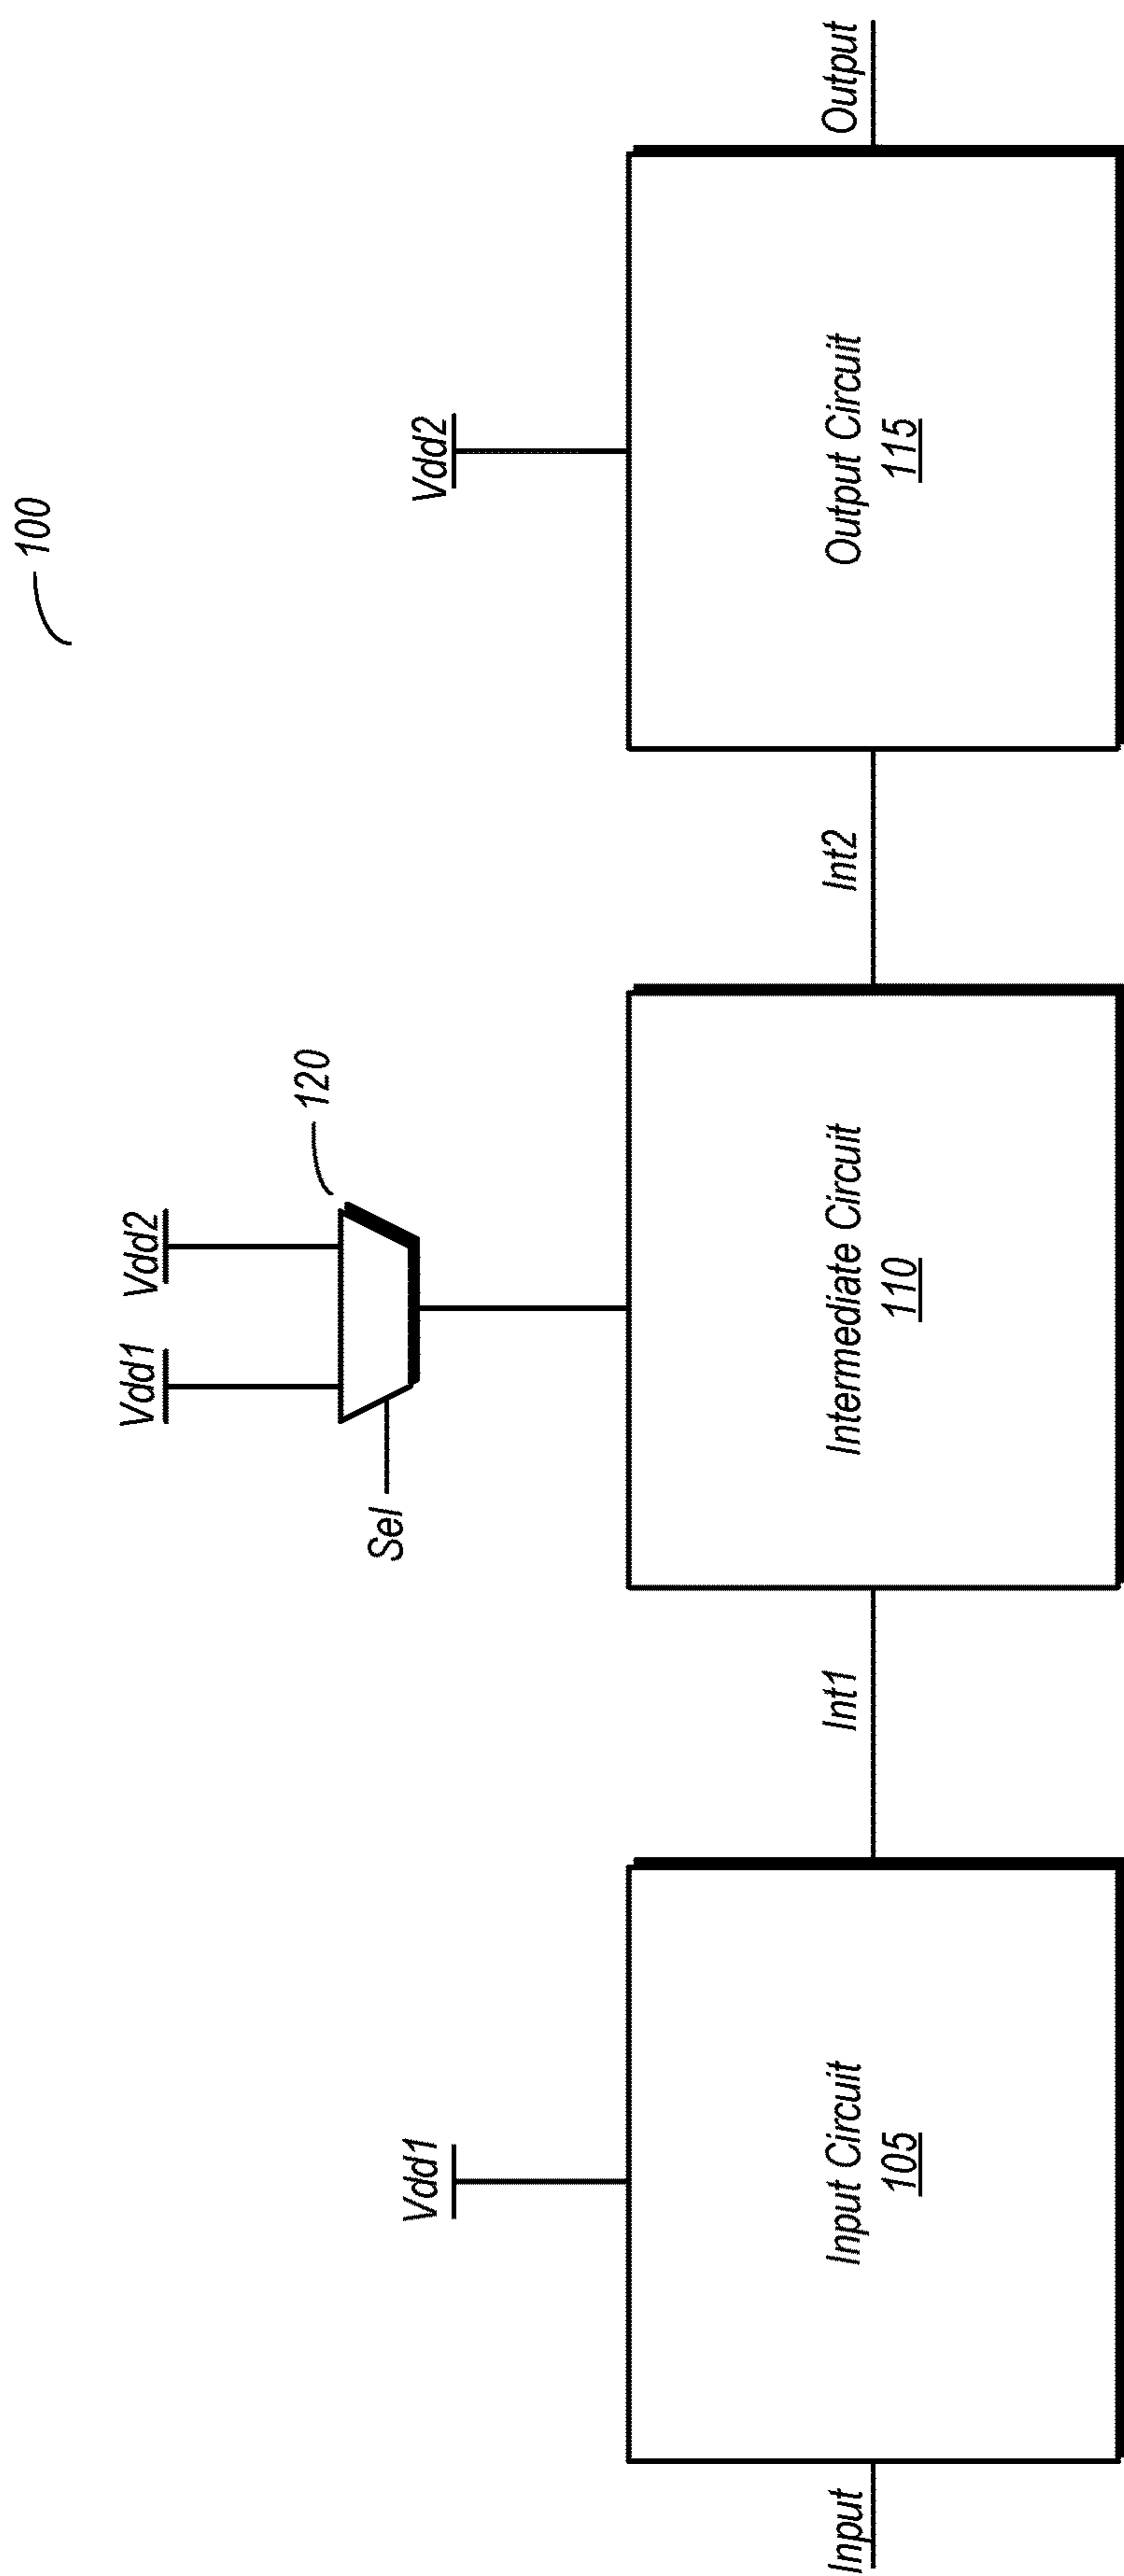 100
Vdd1
Vdd2
120
Sel
Vdd1
Vdd2
Input
Input Circuit
105
Int1
Intermediate Circuit
110
Int2
Output Circuit
115
Output